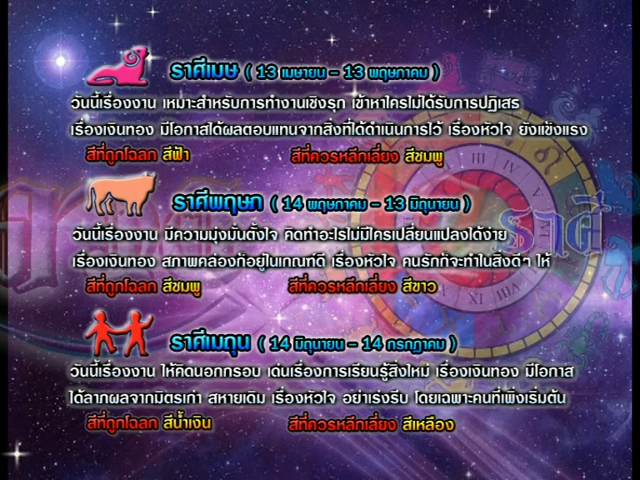 ราศีเมษ ( 13 เมษายน - 13 พฤษภาคม )
วันนี้เรื่องงาน เหมาะสำหรับการทำงานเชิงรุก เข้าหาใครไม่ได้รับการปฏิเสธ
เรื่องเงินทอง มีโอกาสได้ผลตอบแทนจากสิ่งที่ได้ดำเนินการไว้ เรื่องหัวใจ ยังแข็งแรง
สีที่ถูกโฉลก สีฟ้า สีที่ควรหลีกเลี่ยง สีชมพู
ราศีพฤษภ ( 14 พฤษภาคม - 13 มิถุนายน )
วันนี้เรื่องงาน มีความมุ่งมั่นตั้งใจ คิดทำอะไรไม่มีใครเปลี่ยนแปลงได้ง่าย
เรื่องเงินทอง สภาพคล่องที่อยู่ในเกณฑ์ดี เรื่องหัวใจ คนรักก็จะทำในสิ่งดีๆ ให้
สีที่ถูกโฉลก สีชมพู สีที่ควรหลีกเลี่ยง สีขาว
ราศี
ราศีเมถุน ( 14 มิถุนายน - 14 กรกฎาคม )
วันนี้เรื่องงาน ให้คิดนอกกรอบ เด่นเรื่องการเรียนรู้สิ่งใหม่ เรื่องเงินทอง มีโอกาส
ได้ลาภผลจากมิตรเก่า สหายเดิม เรื่องหัวใจ อย่าเร่งรีบ โดยเฉพาะคนที่เพิ่งเริ่มต้น
สีที่ถูกโฉลก สีน้ำเงิน สีที่ควรหลีกเลี่ยง สีเหลือง